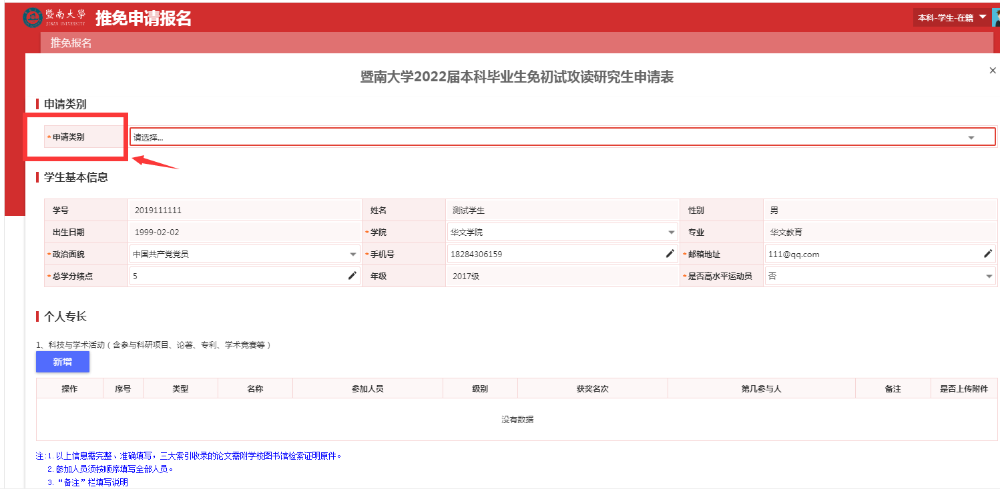 暨南大學 推免申请报名 本科-学生-在籍
JINAN UNIVERSITY
推免报名
暨南大学2022届本科毕业生免初试攻读研究生申请表
申请类别
*申请类别 请选择...
学生基本信息
学号 2019111111 姓名 测试学生 性别 男
出生日期 1999-02-02 *学院 华文学院 专业 华文教育
*政治面貌 中国共产党党员 *手机号 18284306159 *邮箱地址 111@qq.com
*总学分绩点 5 年级 2017级 *是否高水平运动员 否
个人专长
1、科技与学术活动（含参与科研项目、论著、专利、学术竞赛等）
新增
操作 序号 类型 名称 参加人员 级别 获奖名次 第几参与人 备注 是否上传附件
没有数据
注:1.以上信息需完整、准确填写，三大索引收录的论文需附学校图书馆检索证明原件。
2.参加人员须按顺序填写全部人员。
3.“备注”栏填写说明